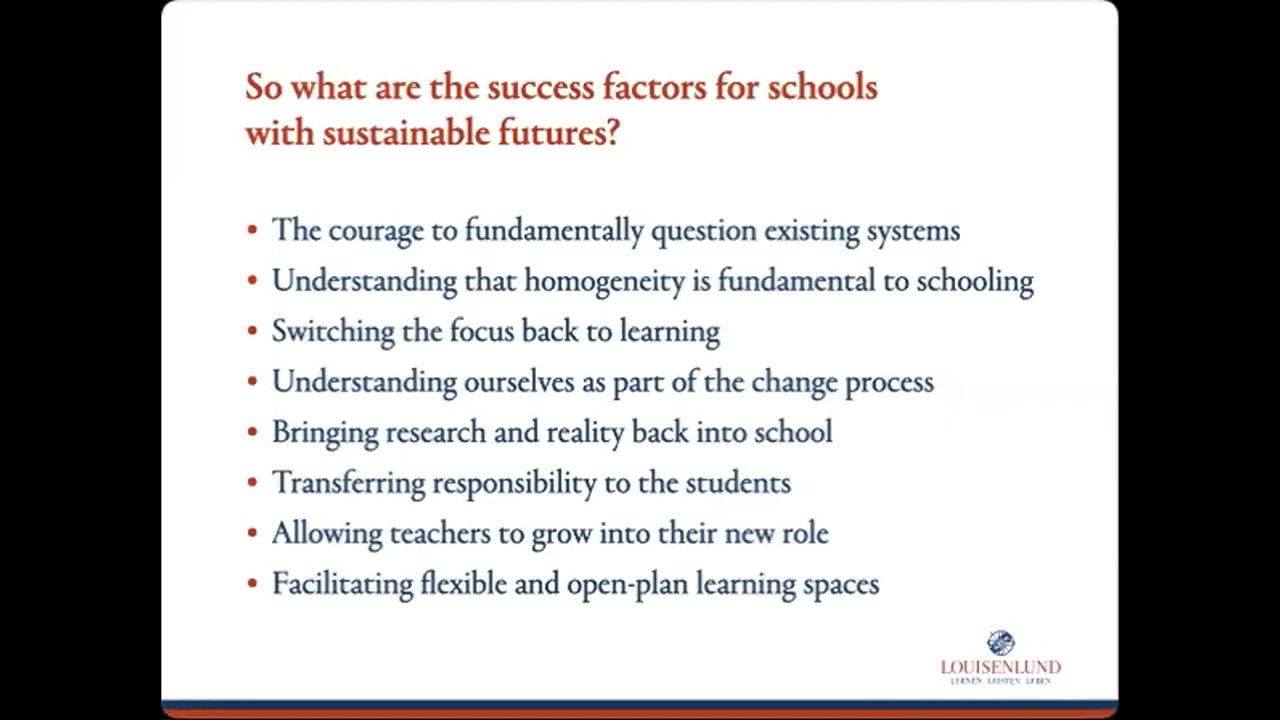 So what are the success factors for schools
with sustainable futures?
• The courage to fundamentally question existing systems
• Understanding that homogeneity is fundamental to schooling
• Switching the focus back to learning
• Understanding ourselves as part of the change process
• Bringing research and reality back into school
• Transferring responsibility to the students
• Allowing teachers to grow into their new role
• Facilitating flexible and open-plan learning spaces
LOUISENLUND
LERNEN LEISTEN LEBEN